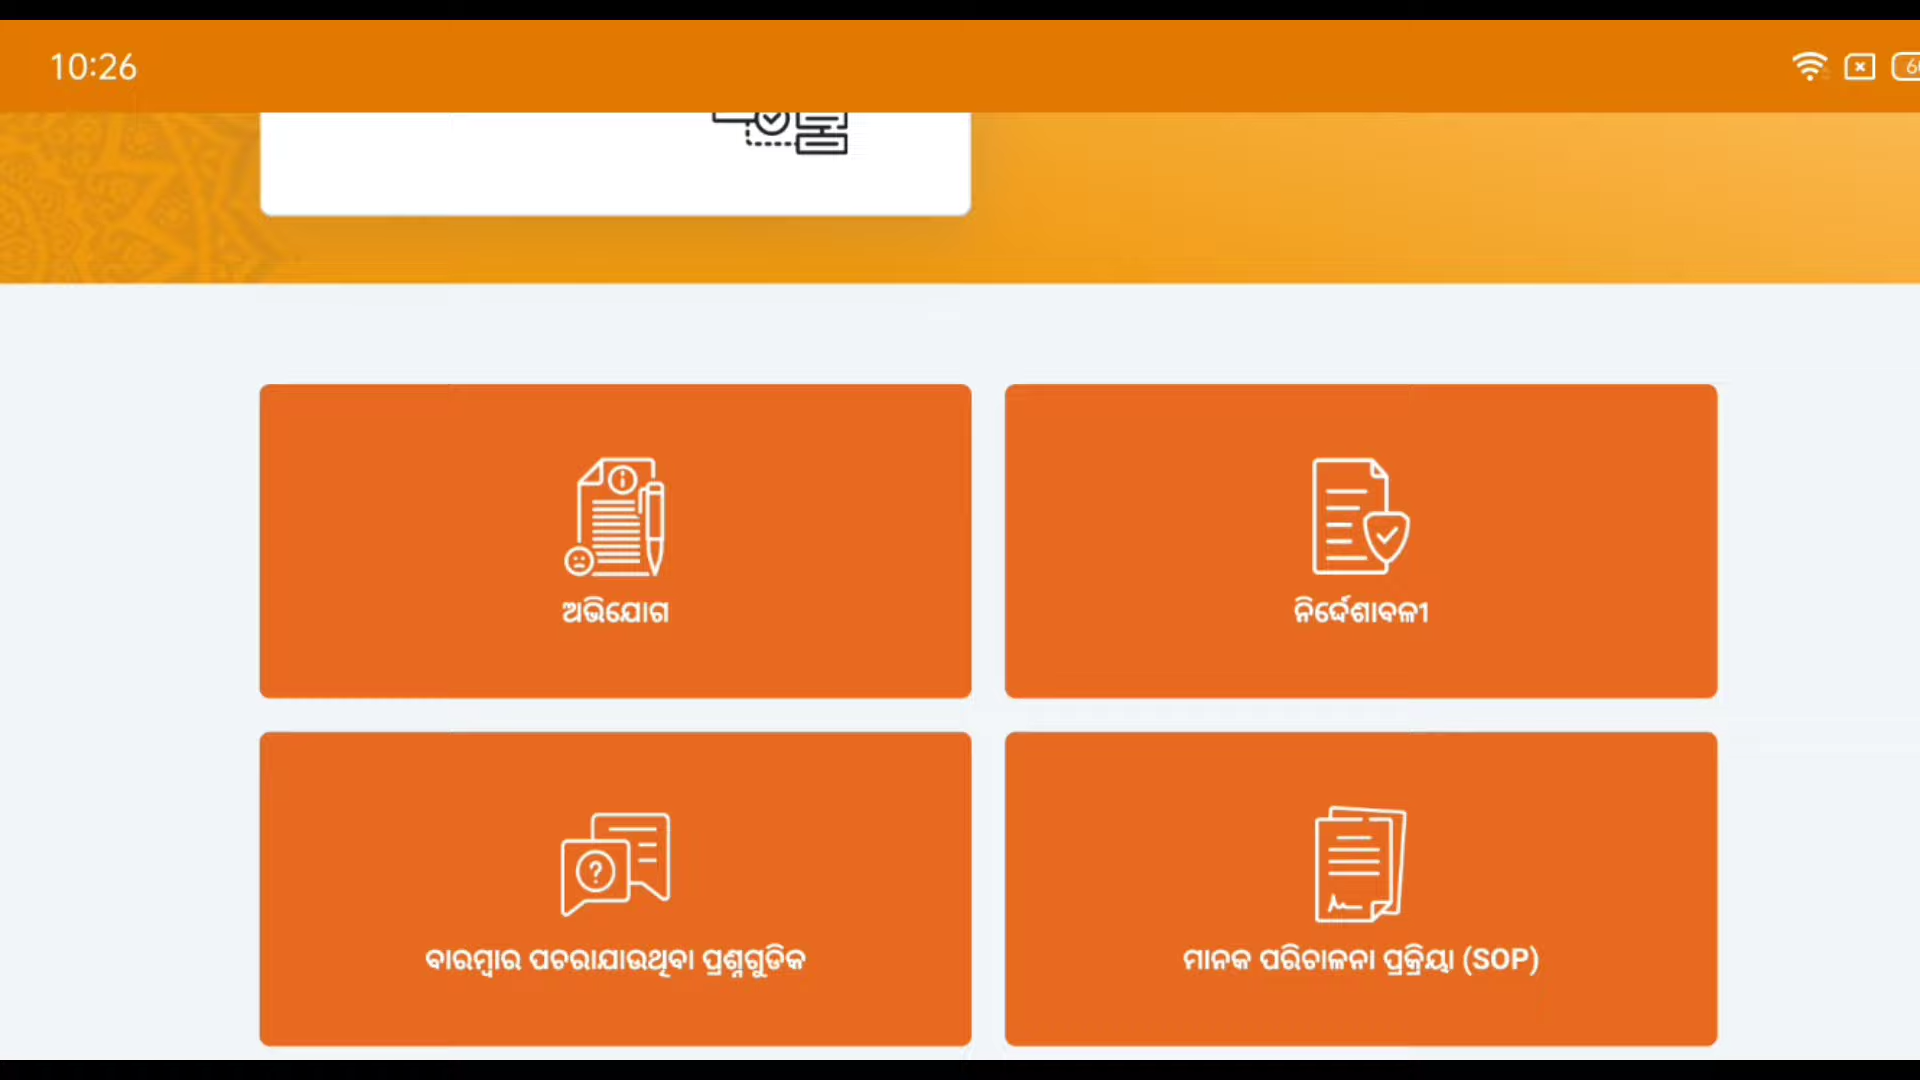 10:26
ଅଭିଯୋଗ
ନିର୍ଦ୍ଦେଶାବଳୀ
ବାରମ୍ବାର ପଚରାଯାଉଥିବା ପ୍ରଶ୍ନଗୁଡିକ
ମାନକ ପରିଚାଳନା ପ୍ରକ୍ରିୟା (SOP)